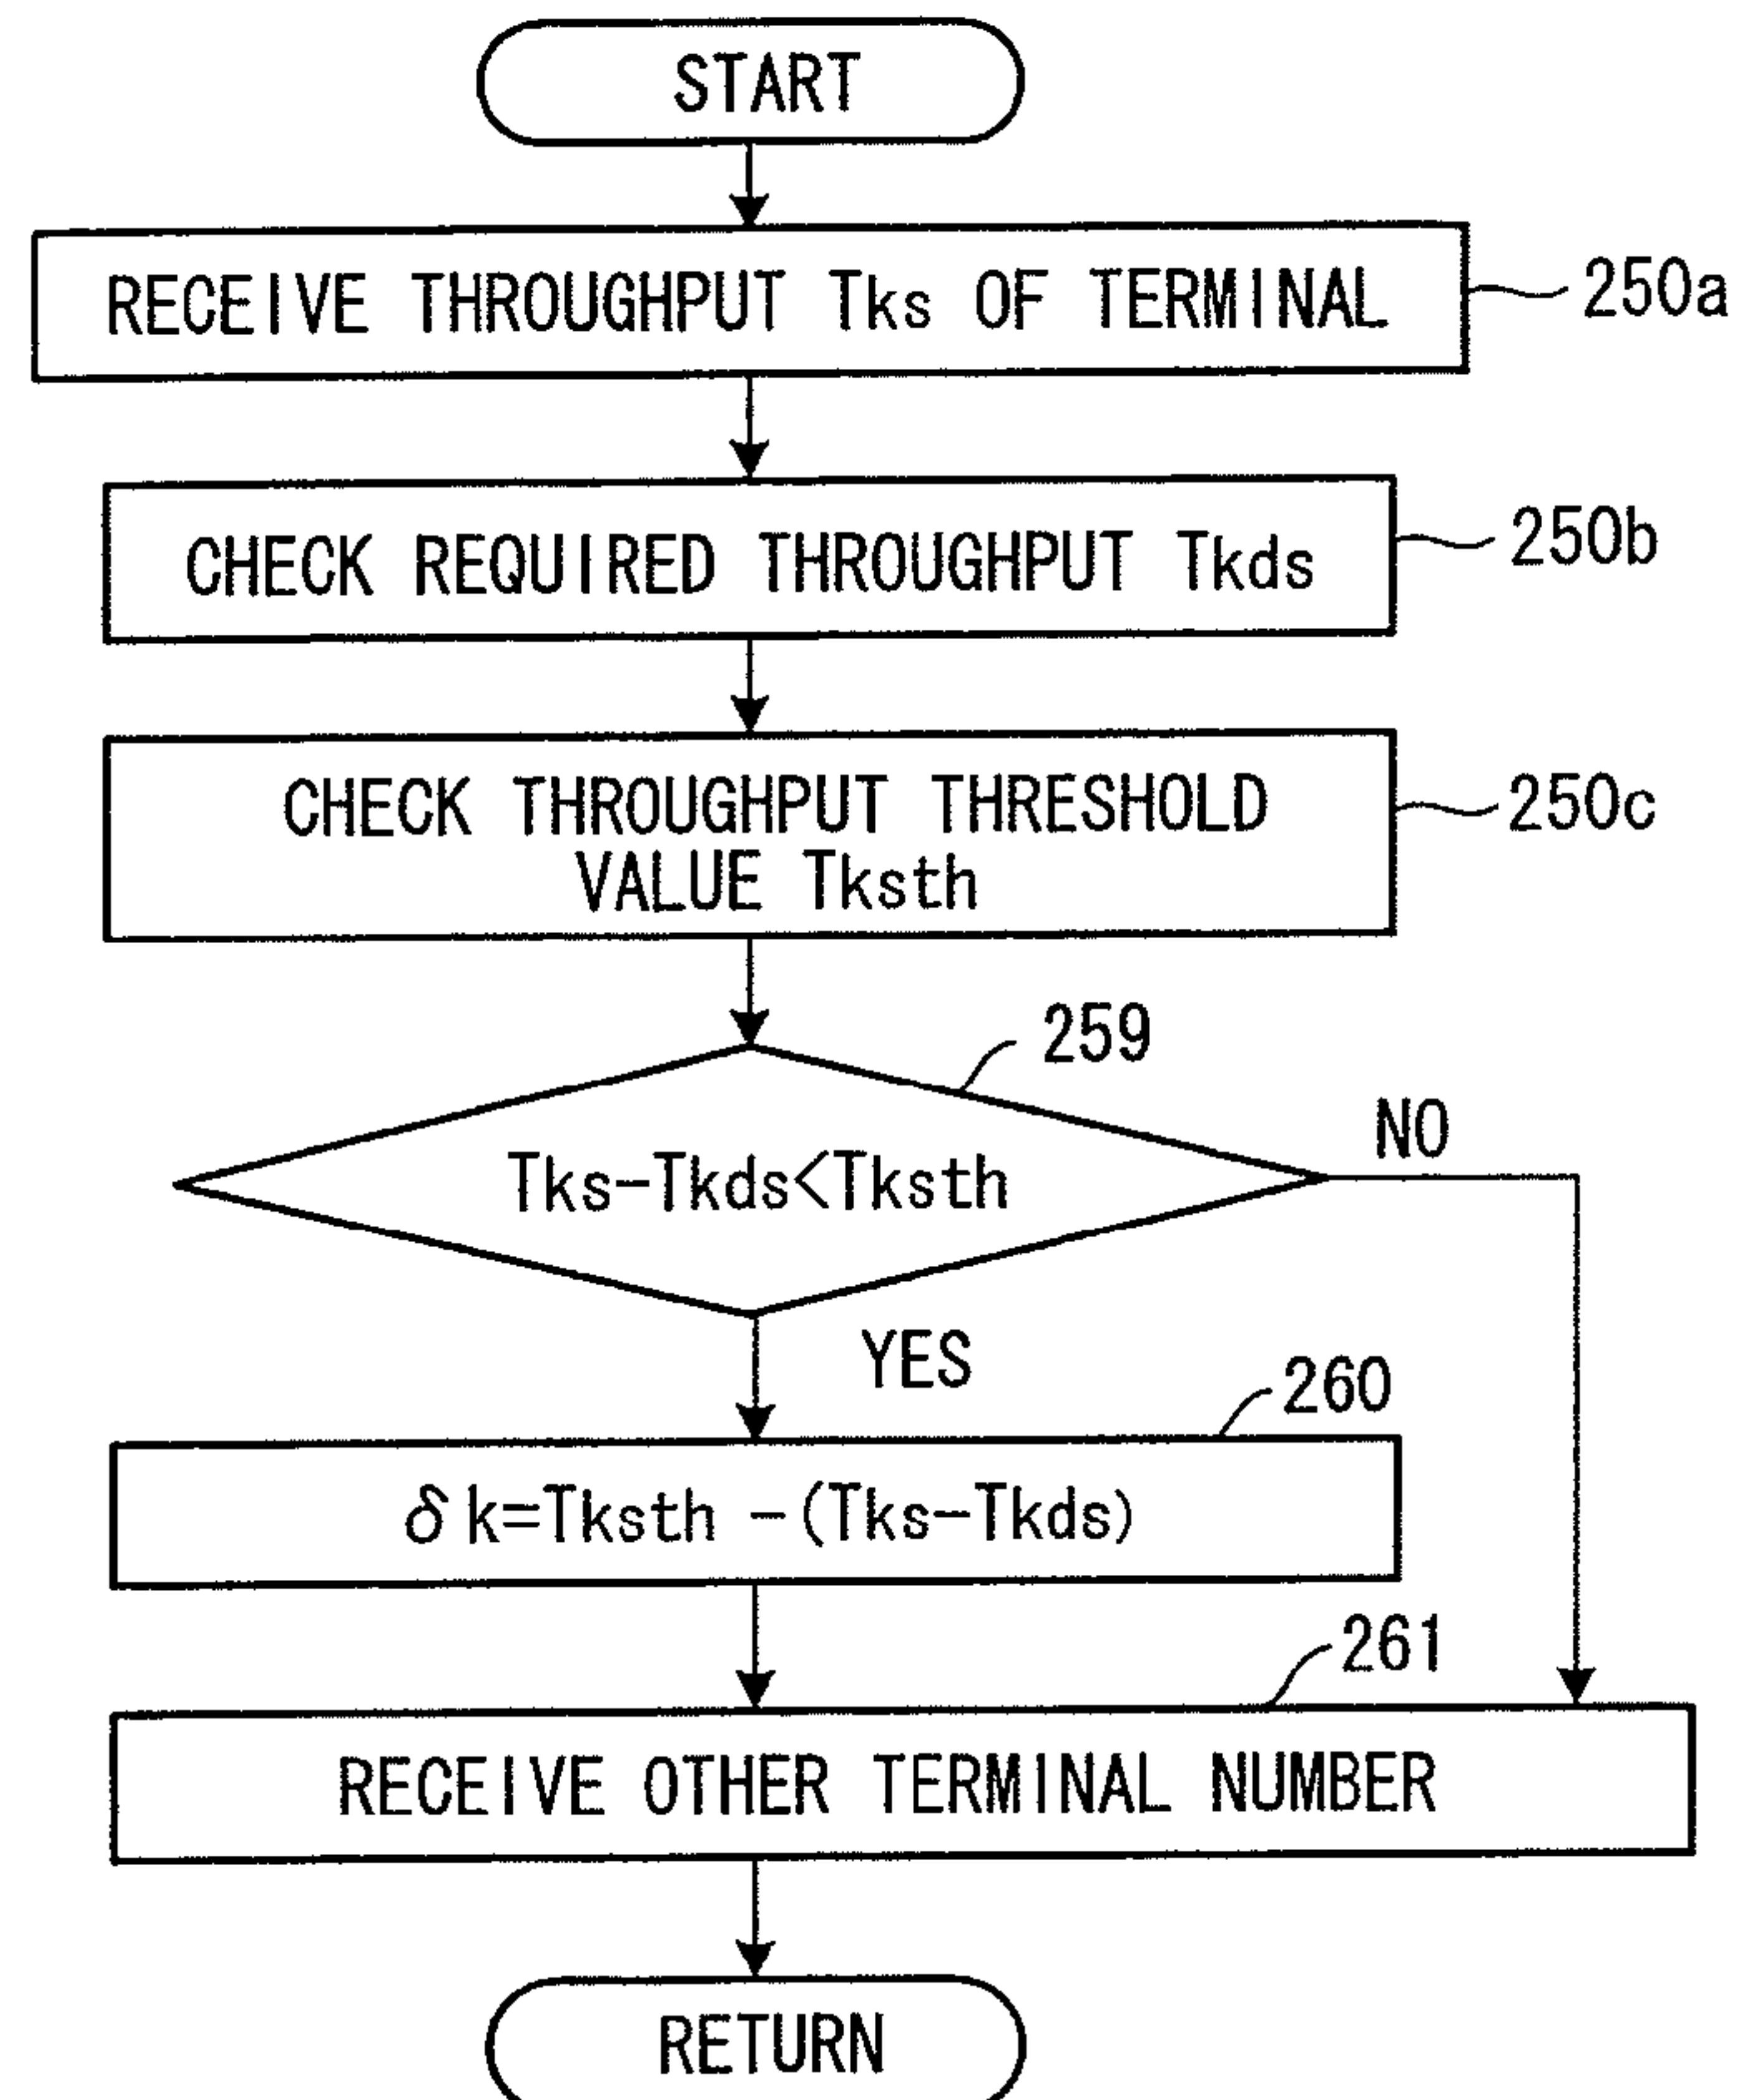 START
RECEIVE THROUGHPUT Tks OF TERMINAL
250a
CHECK REQUIRED THROUGHPUT Tkds
250b
CHECK THROUGHPUT THRESHOLD
VALUE Tksth
250c
259
Tks-Tkds<Tksth
NO
YES
260
δk=Tksth -(Tks-Tkds)
261
RECEIVE OTHER TERMINAL NUMBER
RETURN